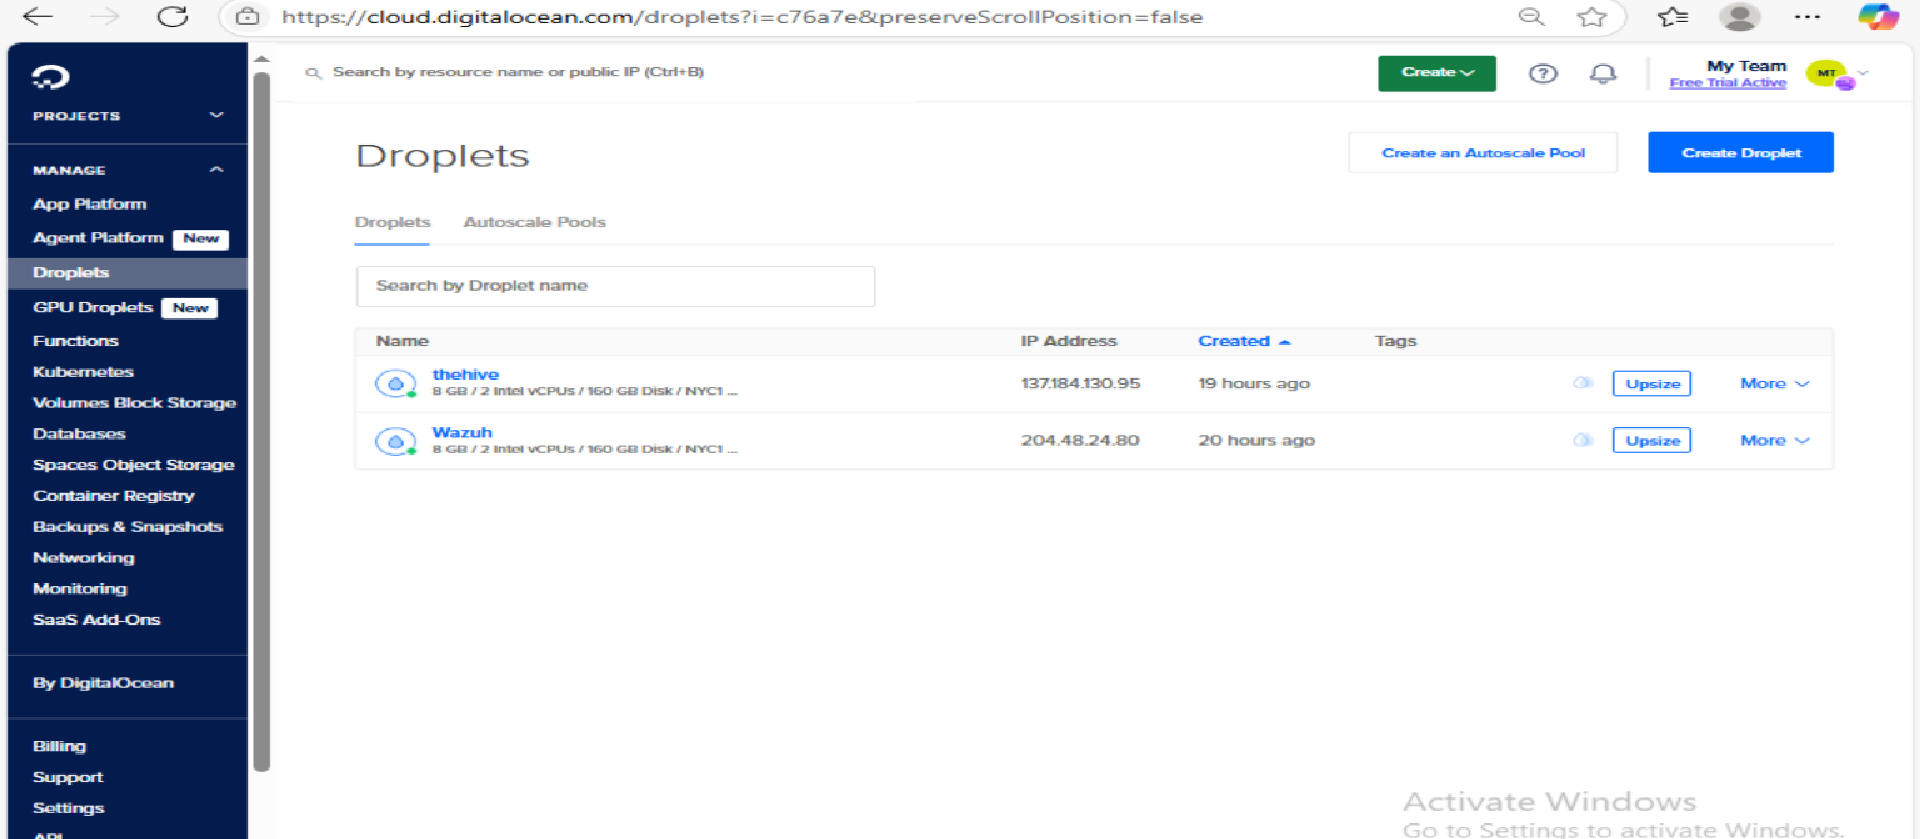 https://cloud.digitalocean.com/droplets?i=c76a7e&preserveScrollPosition=false
Search by resource name or public IP (Ctrl+B)
Create
My Team
Free Trial Active
MT
PROJECTS
MANAGE
App Platform
Agent Platform New
Droplets
GPU Droplets New
Functions
Kubernetes
Volumes Block Storage
Databases
Spaces Object Storage
Container Registry
Backups & Snapshots
Networking
Monitoring
SaaS Add-Ons
By DigitalOcean
Billing
Support
Settings
API
Droplets
Create an Autoscale Pool
Create Droplet
Droplets Autoscale Pools
Search by Droplet name
Name IP Address Created Tags
thehive
8 GB / 2 Intel vCPUs / 160 GB Disk / NYC1 ...
137.184.130.95 19 hours ago Upsize More
Wazuh
8 GB / 2 Intel vCPUs / 160 GB Disk / NYC1 ...
204.48.24.80 20 hours ago Upsize More
Activate Windows
Go to Settings to activate Windows.